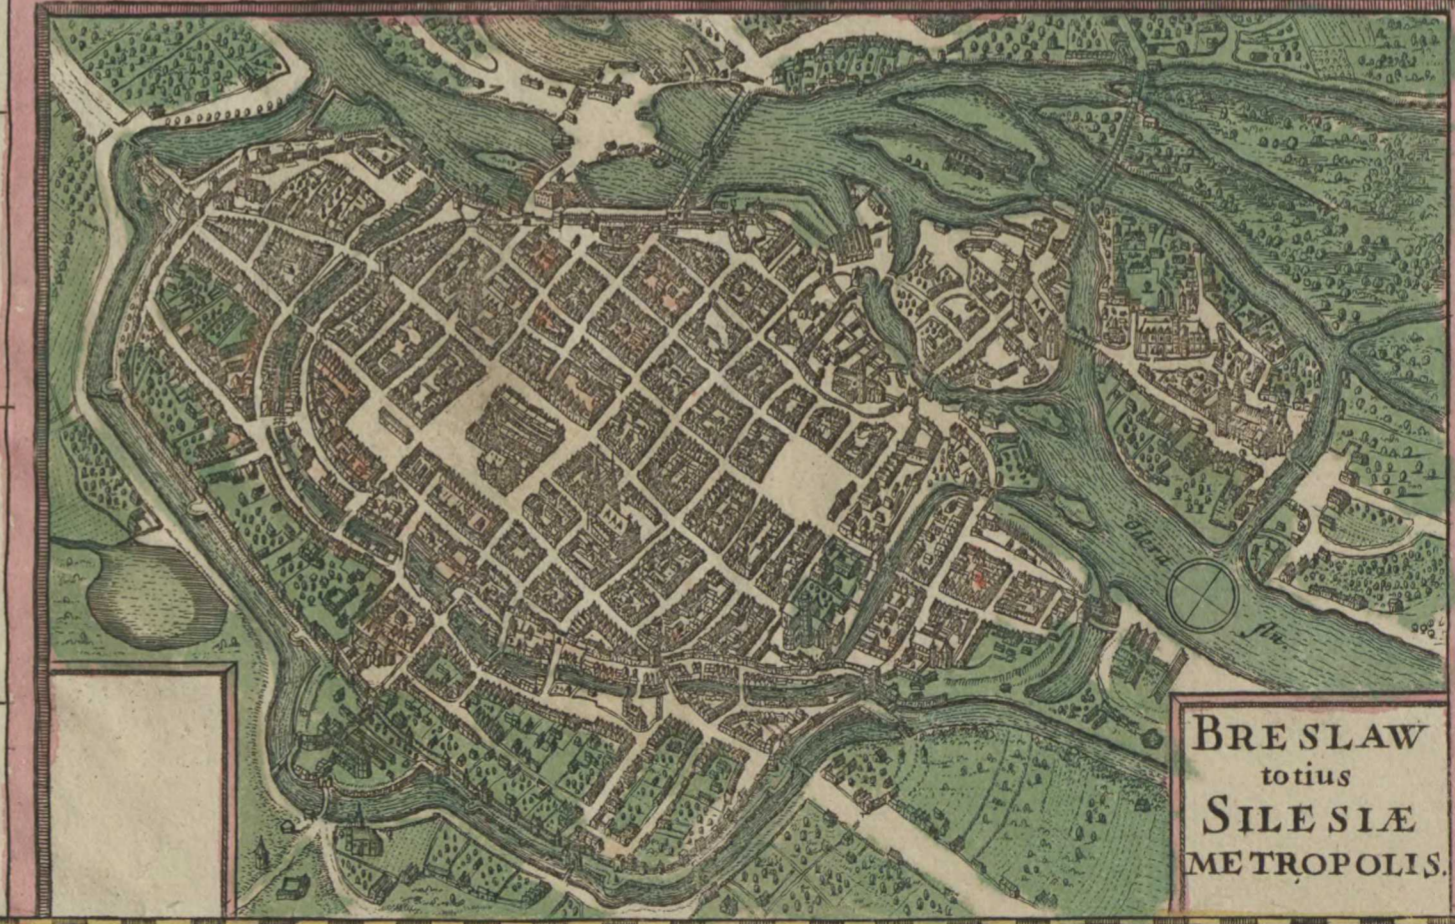 Odera
flu.
BRESLAW
totius
SILESIÆ
METROPOLIS.